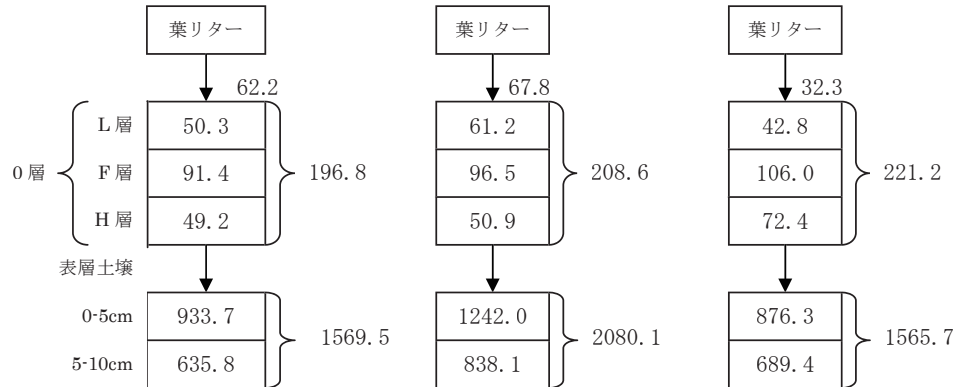 葉リター 葉リター 葉リター
62.2 67.8 32.3
L 層 50.3 61.2 42.8
0 層 F 層 91.4 196.8 96.5 208.6 106.0 221.2
H 層 49.2 50.9 72.4
表層土壌
0-5cm 933.7 1242.0 876.3
1569.5 2080.1 1565.7
5-10cm 635.8 838.1 689.4